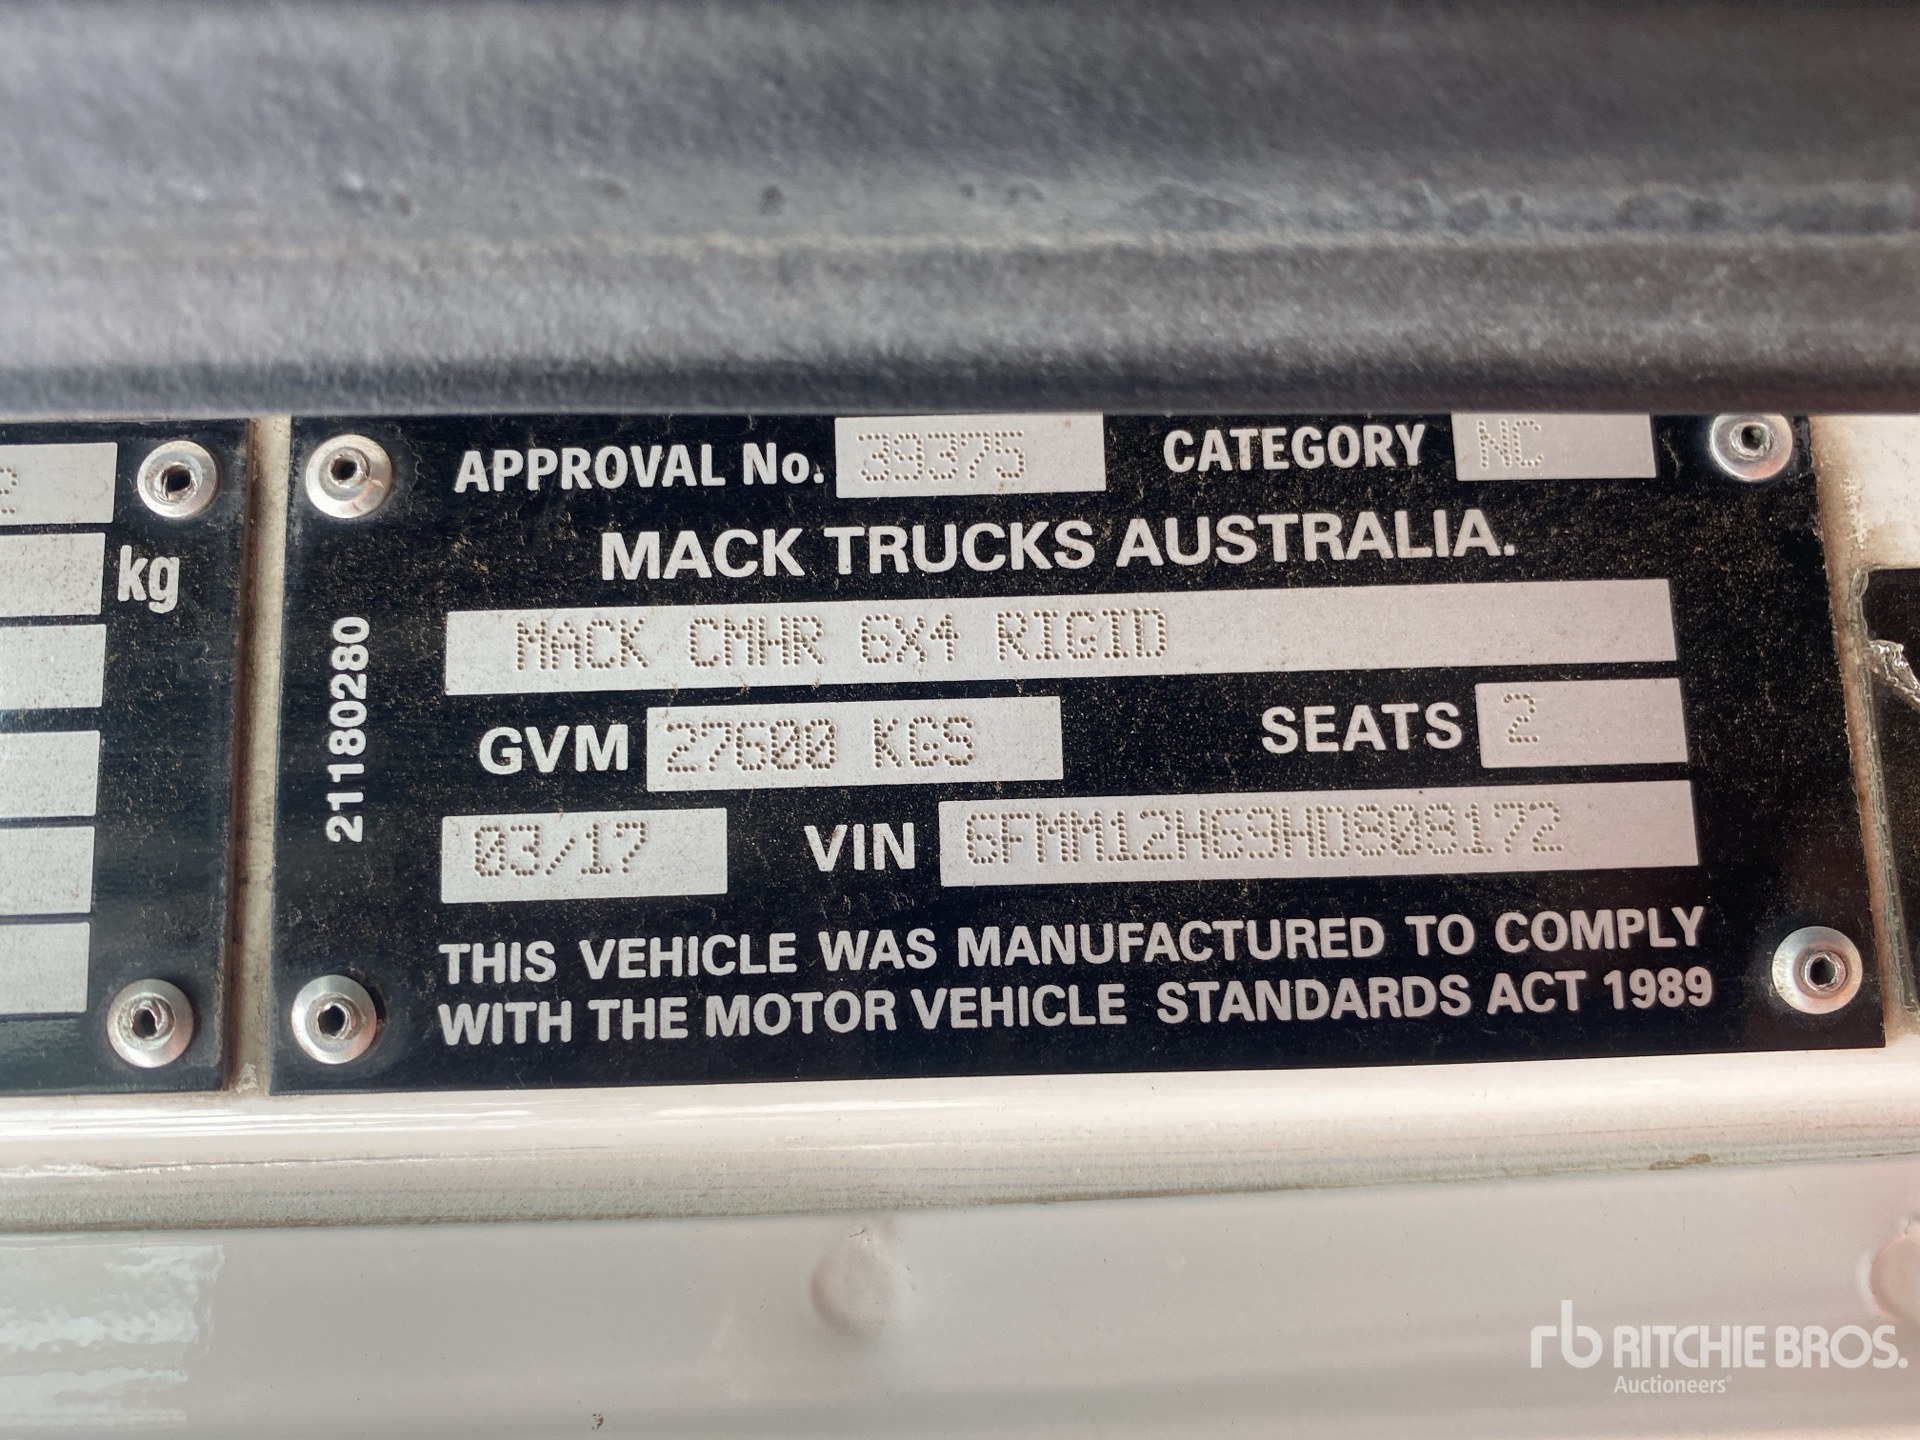 APPROVAL No. 39375 CATEGORY NC
MACK TRUCKS AUSTRALIA.
MACK CMHR 6X4 RIGID
GVM 27600 KGS SEATS 2
03/17 VIN 6FMM12H69HD808172
THIS VEHICLE WAS MANUFACTURED TO COMPLY
WITH THE MOTOR VEHICLE STANDARDS ACT 1989
21180280
2
kg
rb RITCHIE BROS.
Auctioneers